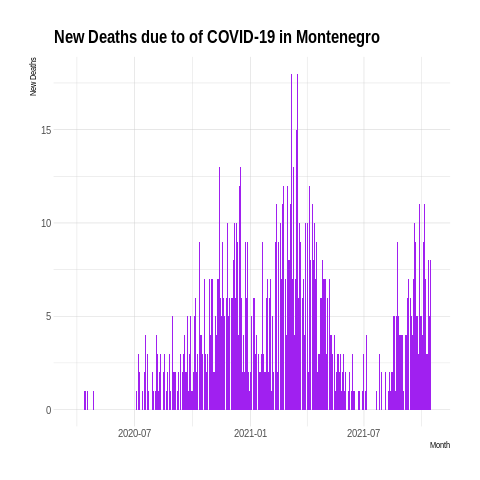 New Deaths due to of COVID-19 in Montenegro
New Deaths
15
10
5
0
2020-07 2021-01 2021-07
Month